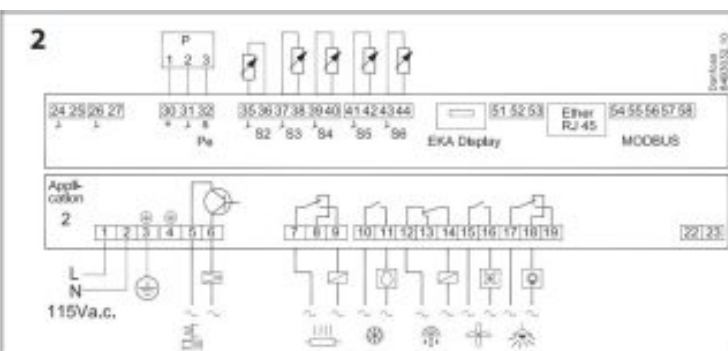 2
P
1 2 3
24 25 26 27
30 31 32
35 36 37 38 39 40
41 42 43 44
51 52 53
Ether
RJ 45
54 55 56 57 58
Pe
S2
S3
S4
S5
S6
EKA Display
MODBUS
Appli-
cation
2
1 2 3 4 5 6
7 8 9
10 11 12 13 14 15 16 17 18 19
22 23
L
N
115Va.c.
Danfoss